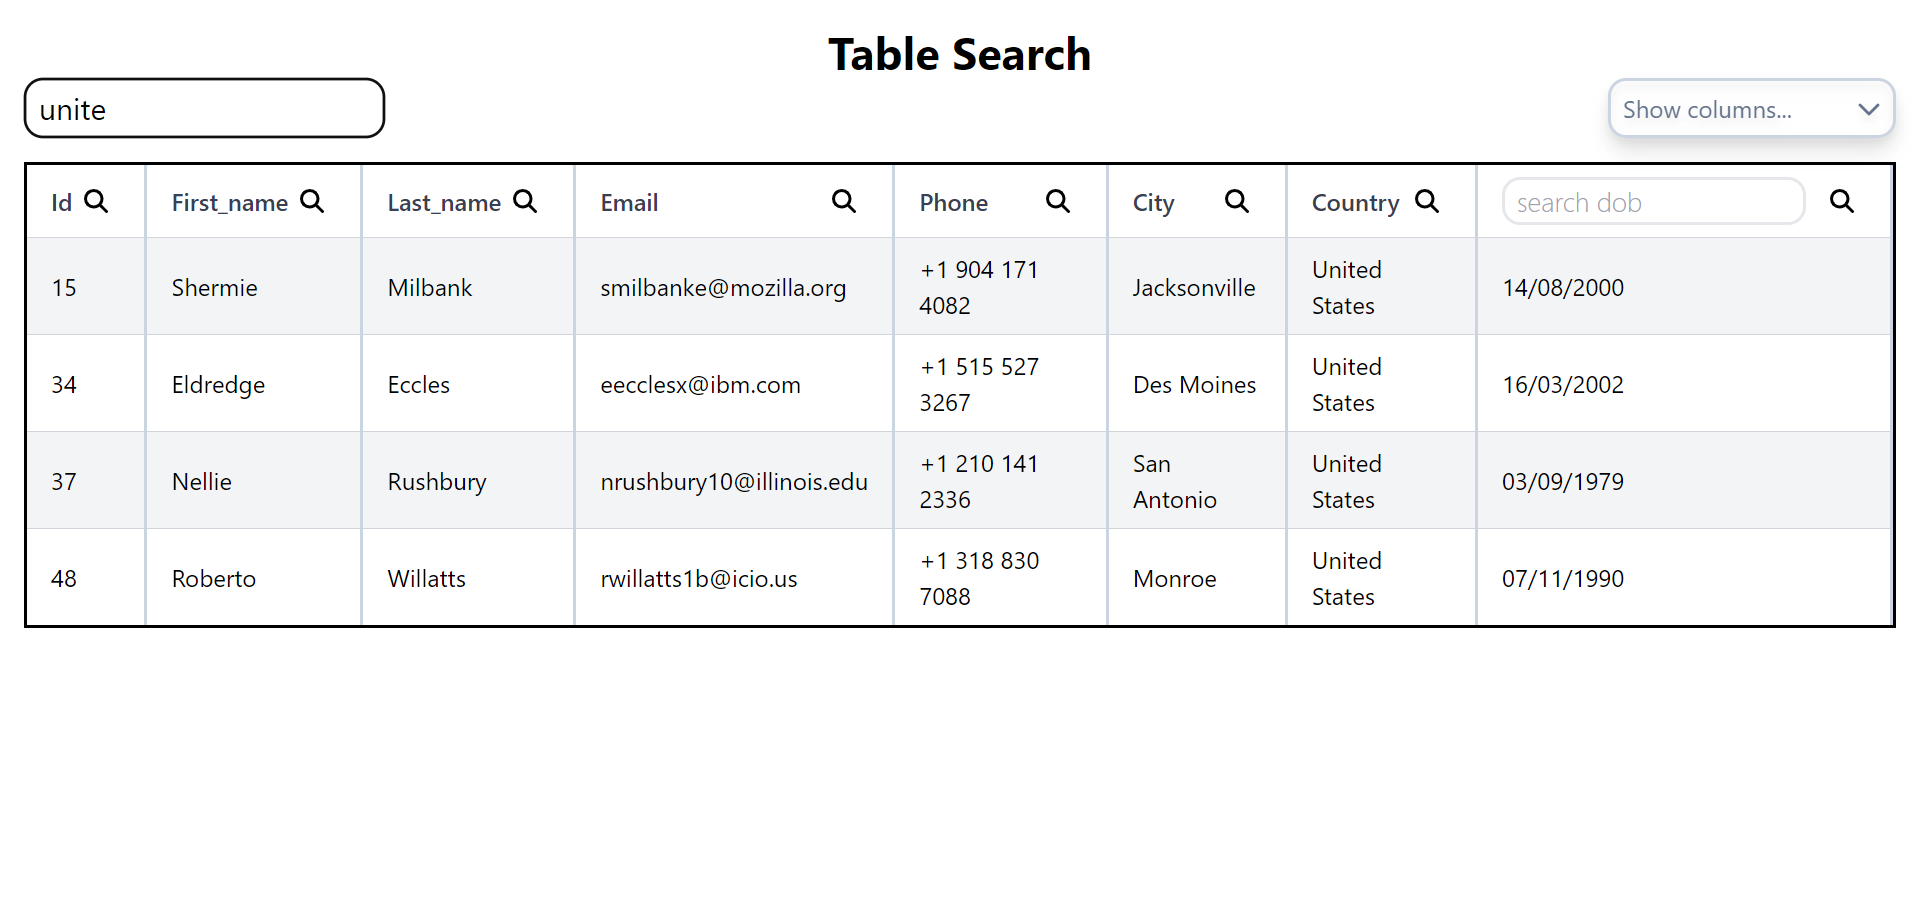 Table Search
unite
Show columns...
Id First_name Last_name Email Phone City Country search dob
15 Shermie Milbank smilbanke@mozilla.org +1 904 171 4082 Jacksonville United States 14/08/2000
34 Eldredge Eccles eecclesx@ibm.com +1 515 527 3267 Des Moines United States 16/03/2002
37 Nellie Rushbury nrushbury10@illinois.edu +1 210 141 2336 San Antonio United States 03/09/1979
48 Roberto Willatts rwillatts1b@icio.us +1 318 830 7088 Monroe United States 07/11/1990